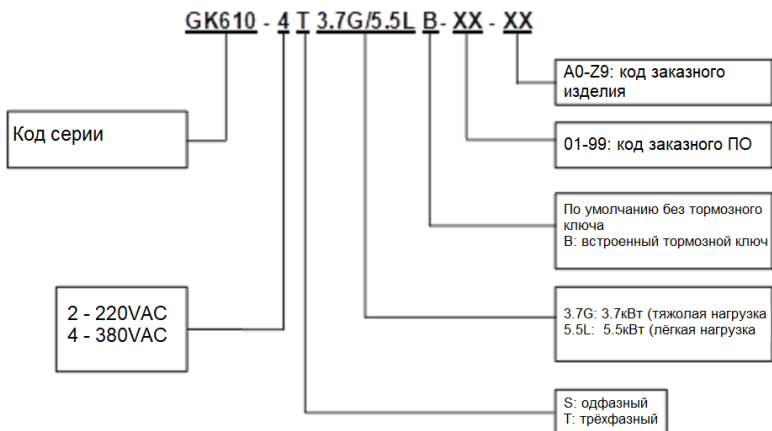 GK610 - 4 T 3.7G/5.5L B- XX - XX
A0-Z9: код заказного
изделия
Код серии
01-99: код заказного ПО
По умолчанию без тормозного
ключа
B: встроенный тормозной ключ
2 - 220VAC
4 - 380VAC
3.7G: 3.7кВт (тяжолая нагрузка
5.5L: 5.5кВт (лёгкая нагрузка
S: одфазный
T: трёхфазный